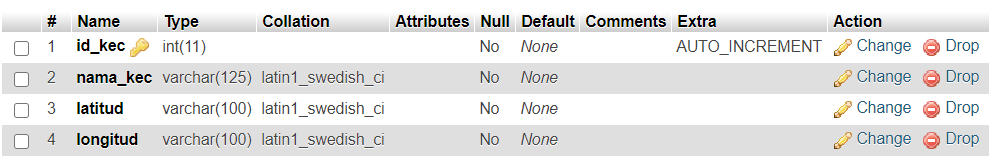 # Name Type Collation Attributes Null Default Comments Extra Action
1 id_kec int(11) No None AUTO_INCREMENT Change Drop
2 nama_kec varchar(125) latin1_swedish_ci No None Change Drop
3 latitud varchar(100) latin1_swedish_ci No None Change Drop
4 longitud varchar(100) latin1_swedish_ci No None Change Drop